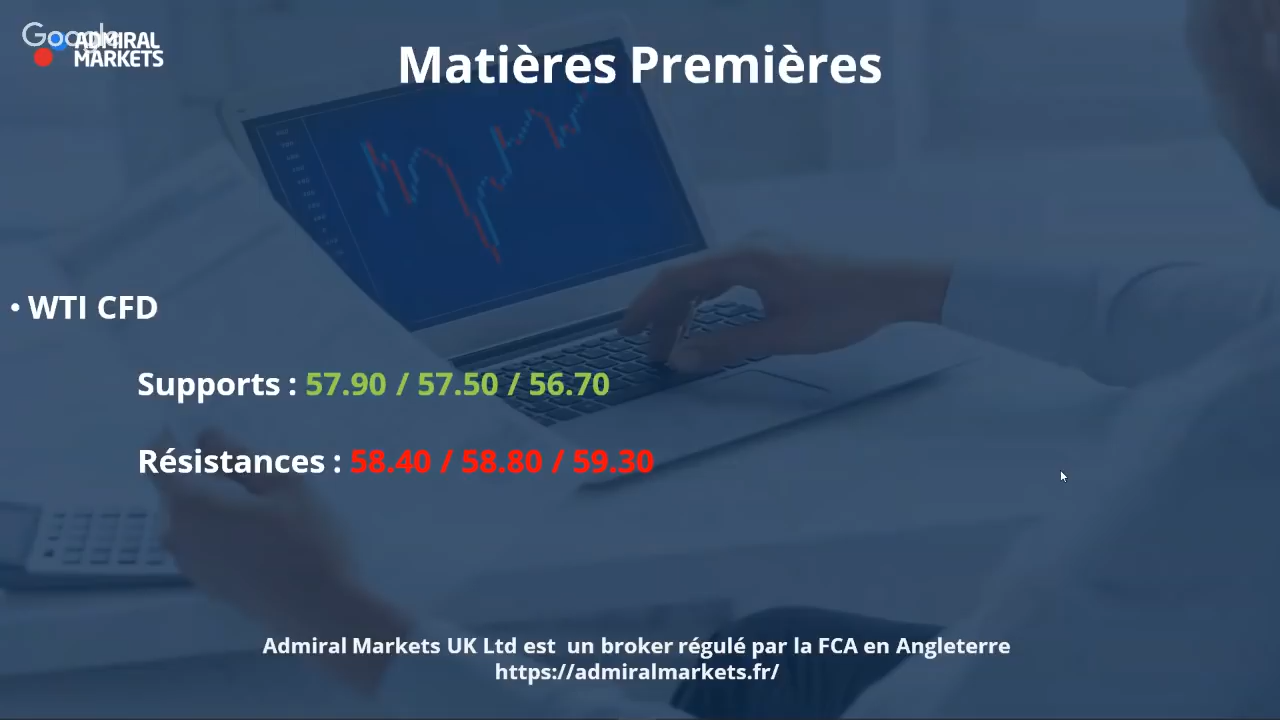 Google
ADMIRAL
MARKETS
Matières Premières
• WTI CFD
Supports : 57.90 / 57.50 / 56.70
Résistances : 58.40 / 58.80 / 59.30
Admiral Markets UK Ltd est  un broker régulé par la FCA en Angleterre
https://admiralmarkets.fr/